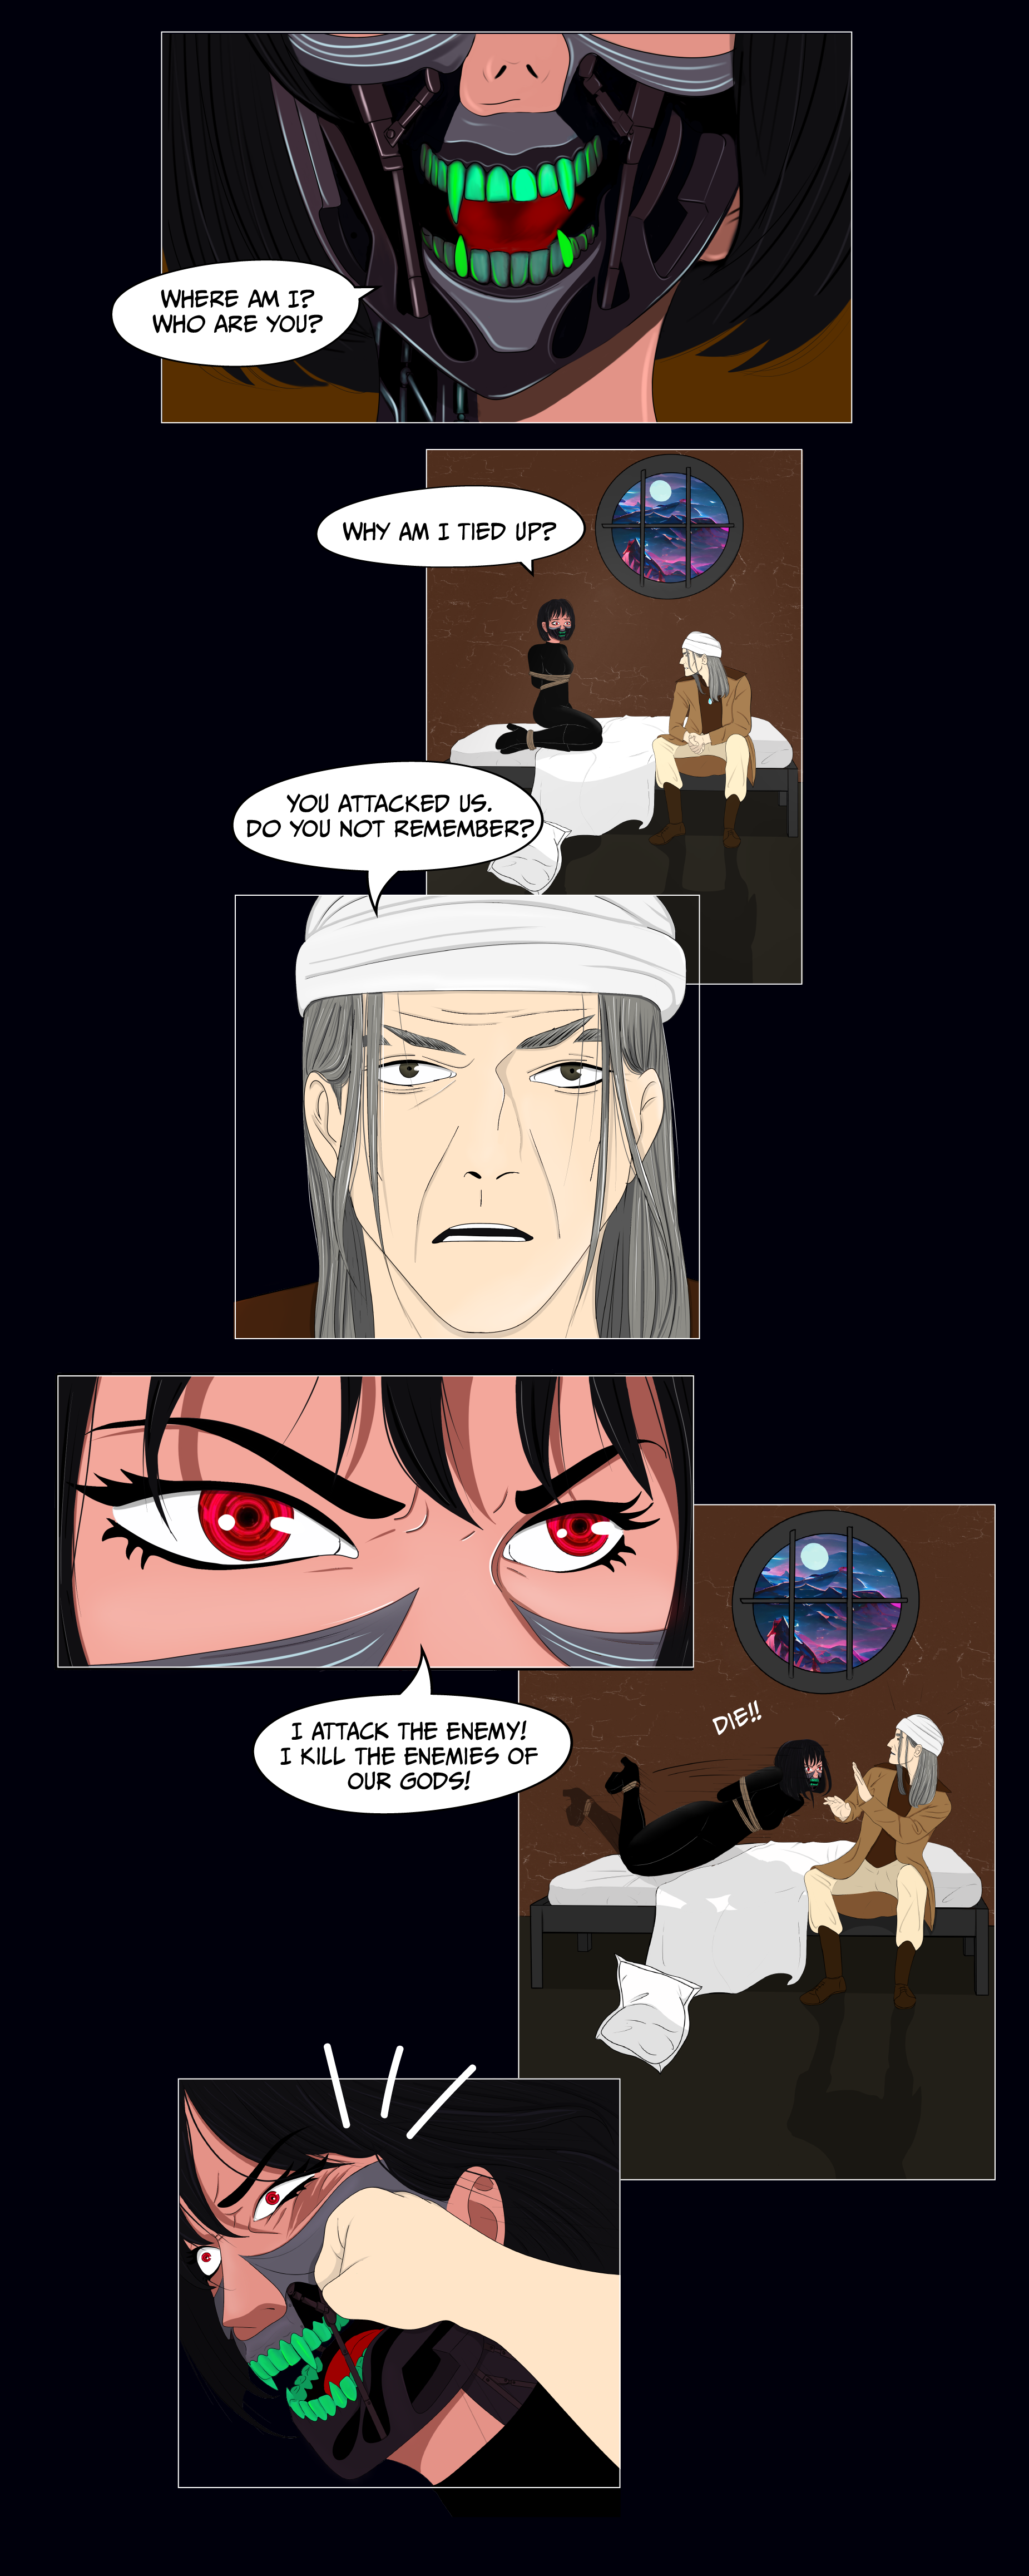 WHERE AM I?
WHO ARE YOU?
WHY AM I TIED UP?
YOU ATTACKED US.
DO YOU NOT REMEMBER?
I ATTACK THE ENEMY!
I KILL THE ENEMIES OF
OUR GODS!
DIE!!